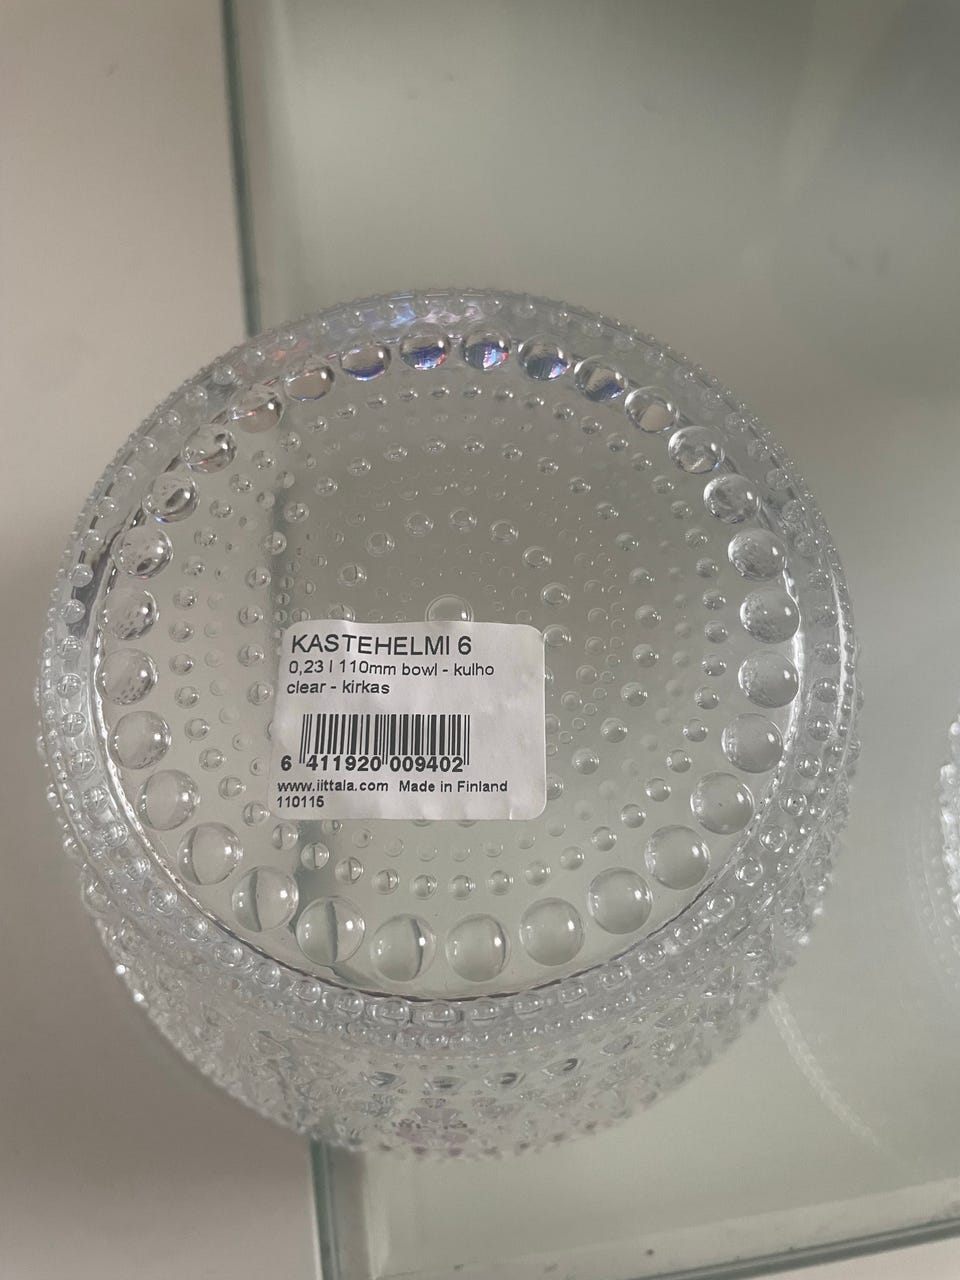 KASTEHELMI 6
0,23 l 110mm bowl - kulho
clear - kirkas
6 411920 009402
www.iittala.com Made in Finland
110115